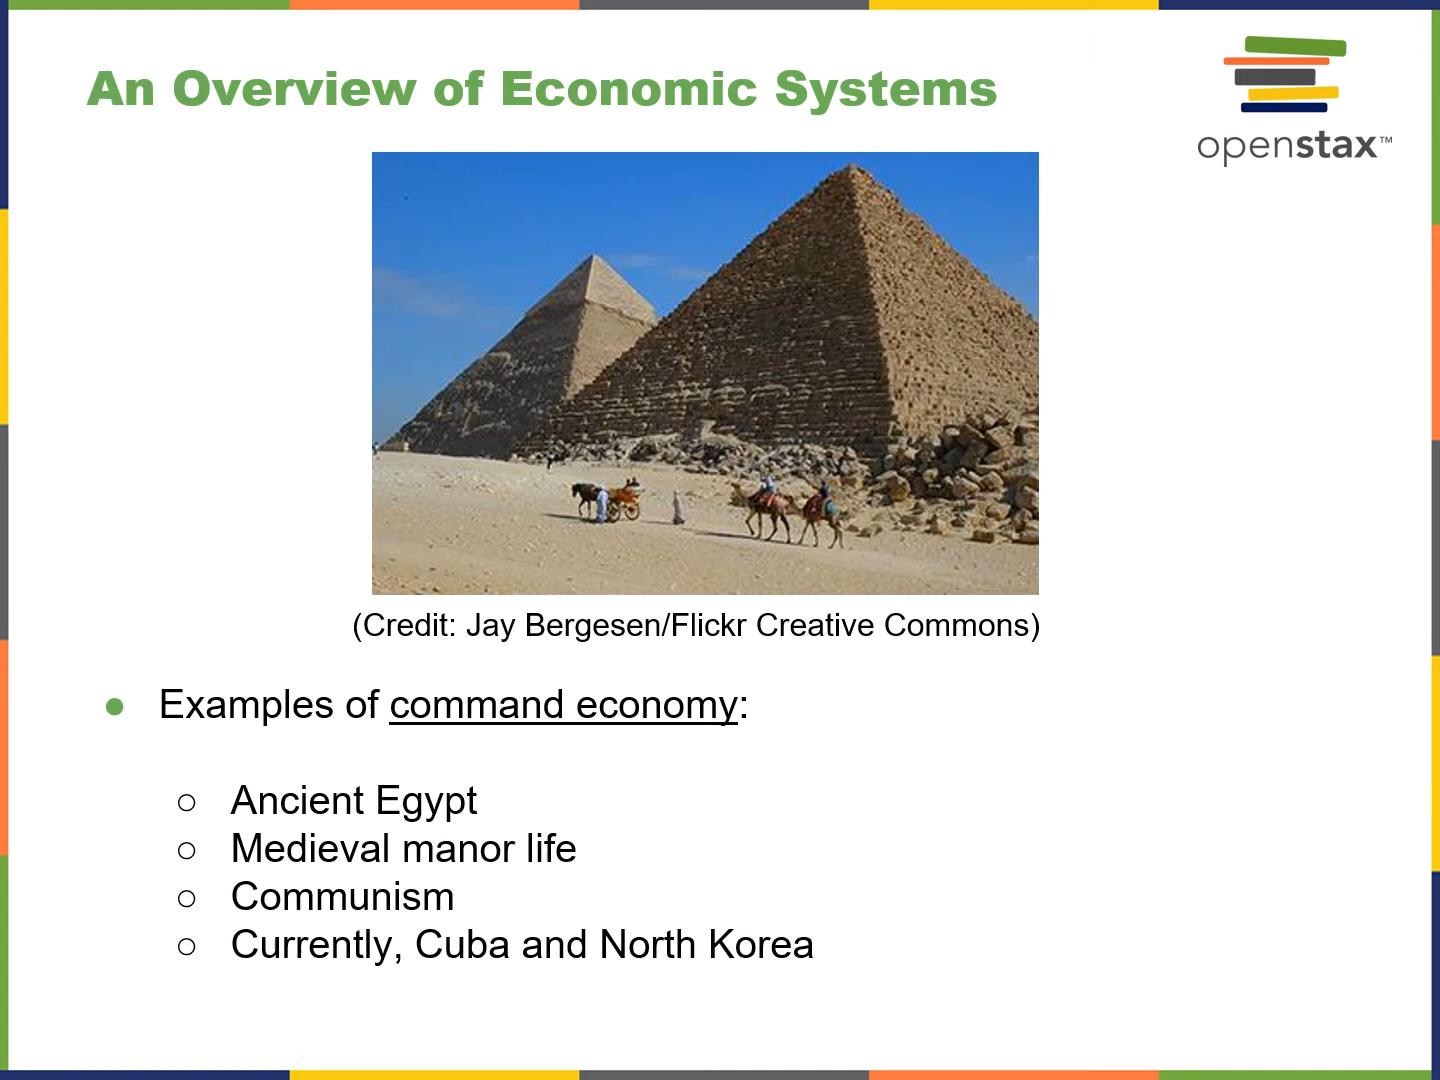 An Overview of Economic Systems
openstax™
(Credit: Jay Bergesen/Flickr Creative Commons)
● Examples of command economy:
○ Ancient Egypt
○ Medieval manor life
○ Communism
○ Currently, Cuba and North Korea